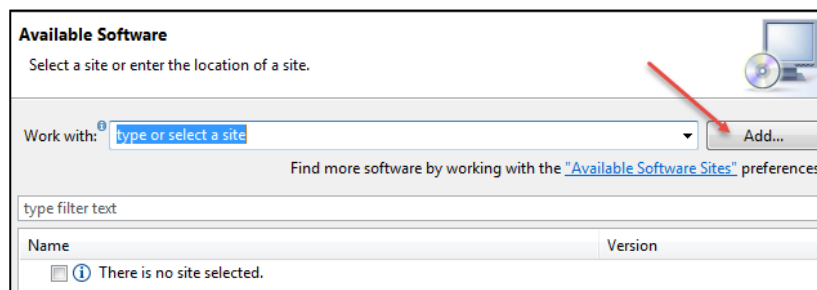 Available Software
Select a site or enter the location of a site.
Work with: type or select a site Add...
Find more software by working with the "Available Software Sites" preferences
type filter text
Name Version
There is no site selected.